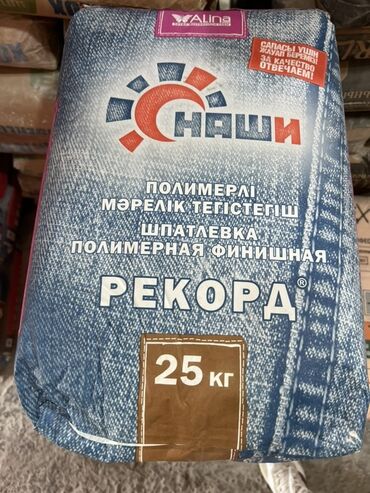 Alina
САПАСЫ ҮШІН
ЖАУАП БЕРЕМІЗ!
ЗА КАЧЕСТВО
ОТВЕЧАЕМ!
НАШИ
ПОЛИМЕРЛІ
МӘРЕЛІК ТЕГІСТЕГІШ
ШПАТЛЕВКА
ПОЛИМЕРНАЯ ФИНИШНАЯ
РЕКОРД®
25 КГ